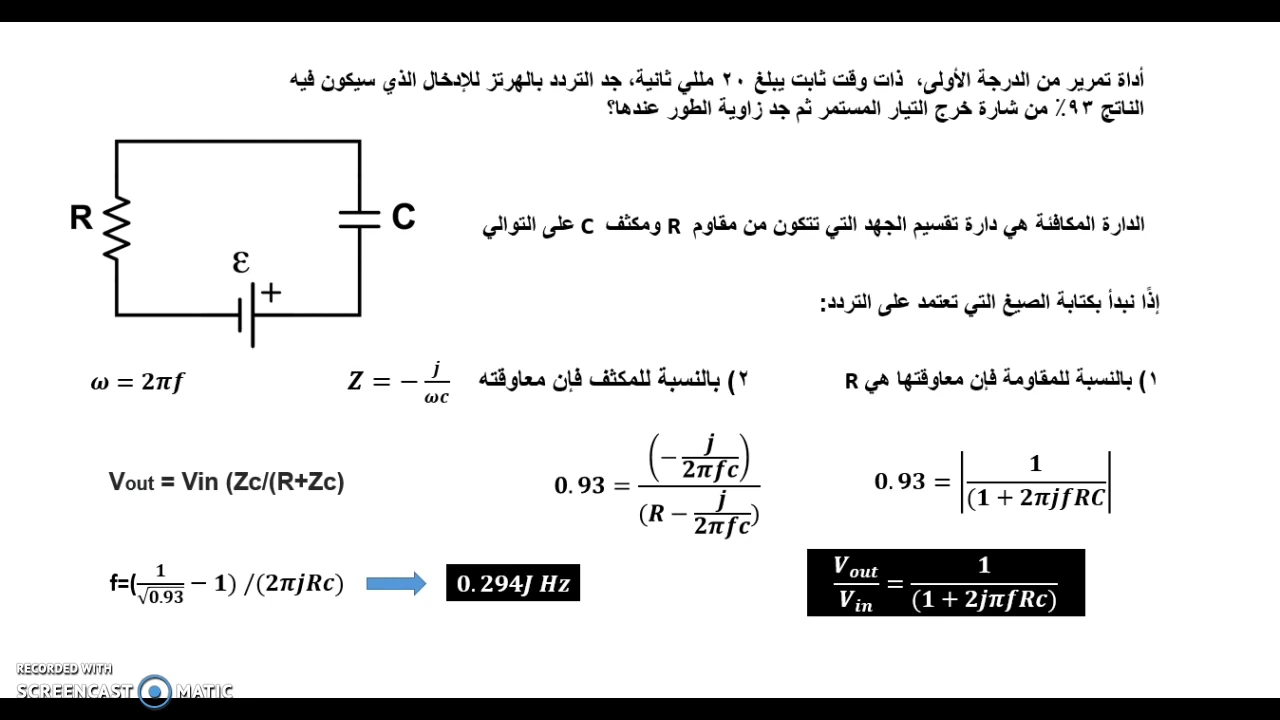 أداة تمرير من الدرجة الأولى، ذات وقت ثابت يبلغ ٢٠ مللي ثانية، جد التردد بالهرتز للإدخال الذي سيكون فيه
الناتج ٩٣٪ من شارة خرج التيار المستمر ثم جد زاوية الطور عندها؟
R
C
ε
+
الدارة المكافئة هي دارة تقسيم الجهد التي تتكون من مقاوم R ومكثف C على التوالي
إذًا نبدأ بكتابة الصيغ التي تعتمد على التردد:
١) بالنسبة للمقاومة فإن معاوقتها هي R
٢) بالنسبة للمكثف فإن معاوقته Z = −j/ωc
ω = 2πf
Vout = Vin (Zc/(R+Zc)
0.93 = (−j/2πfc)/(R − j/2πfc)
0.93 = |1/(1 + 2πjfRC|
f=(1/√0.93 − 1) /(2πjRc)
0.294J Hz
Vout/Vin = 1/(1 + 2jπfRc)
RECORDED WITH
SCREENCAST MATIC